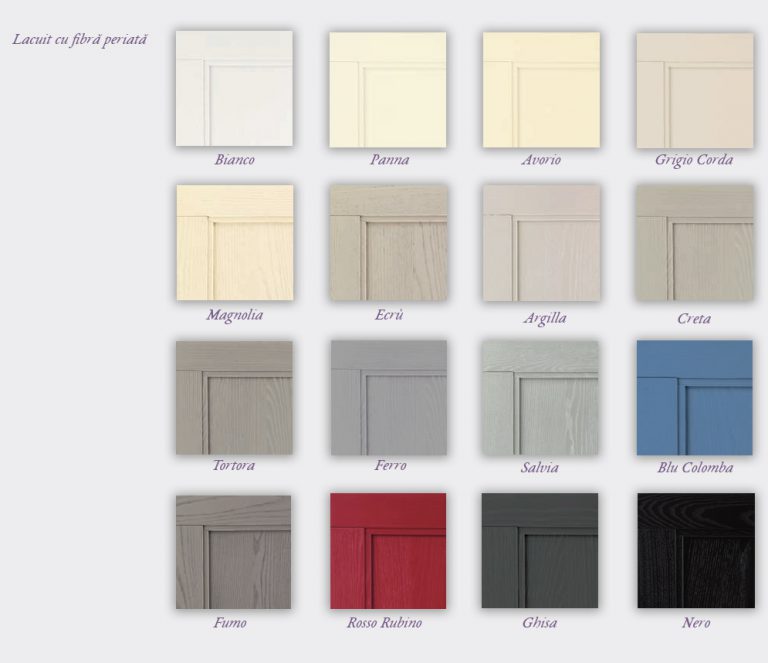 Lacuit cu fibră periată
Bianco
Panna
Avorio
Grigio Corda
Magnolia
Ecrù
Argilla
Creta
Tortora
Ferro
Salvia
Blu Colomba
Fumo
Rosso Rubino
Ghisa
Nero